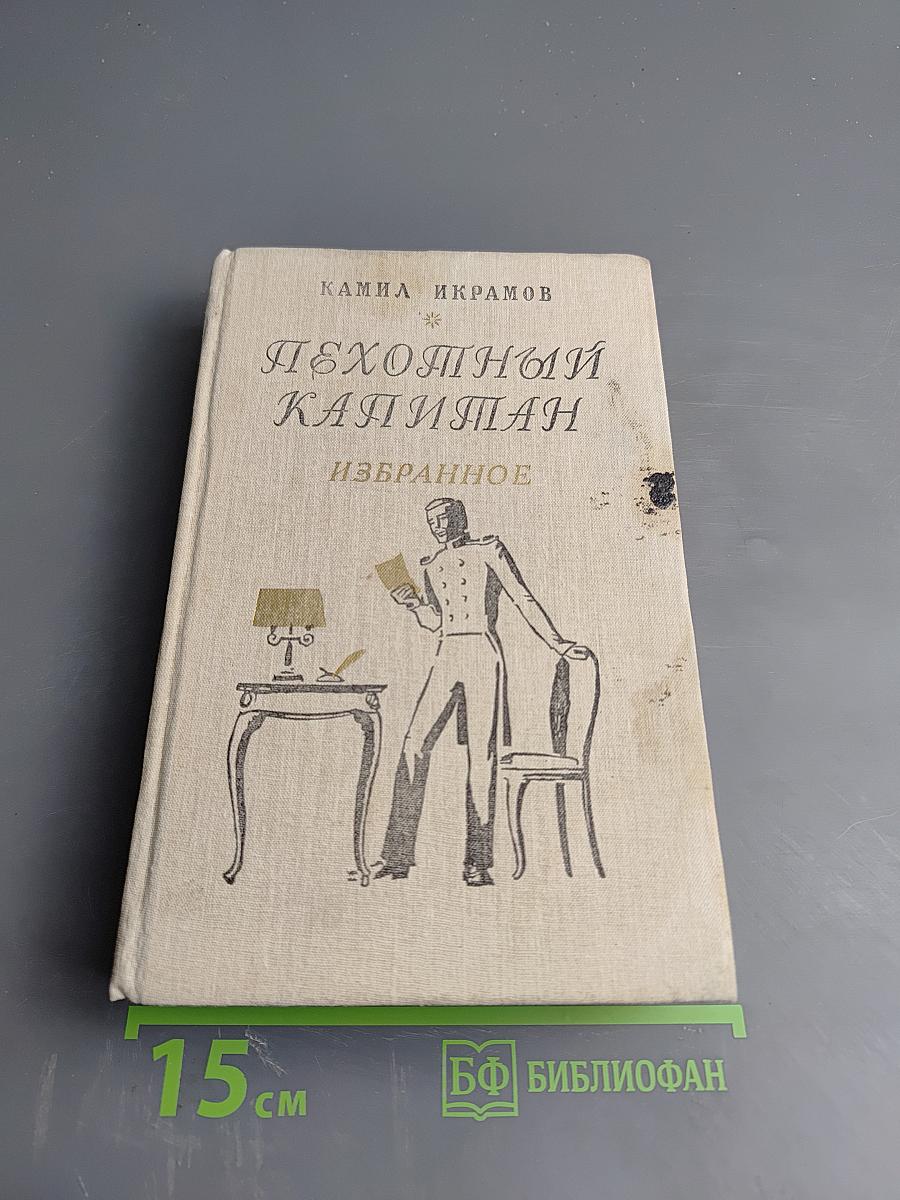 КАМИЛ ИКРАМОВ
ПЕХОТНЫЙ
КАПИТАН
ИЗБРАННОЕ
15 см
БФ БИБЛИОФАН